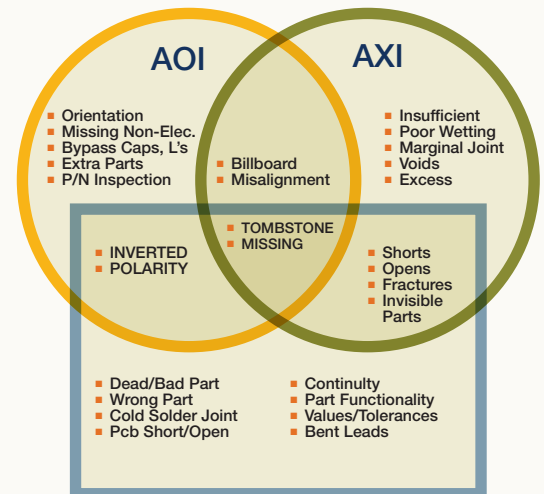 AOI
AXI
Orientation
Missing Non-Elec.
Bypass Caps, L's
Extra Parts
P/N Inspection
Billboard
Misalignment
Insufficient
Poor Wetting
Marginal Joint
Voids
Excess
INVERTED
POLARITY
TOMBSTONE
MISSING
Shorts
Opens
Fractures
Invisible
Parts
Dead/Bad Part
Wrong Part
Cold Solder Joint
Pcb Short/Open
Continuity
Part Functionality
Values/Tolerances
Bent Leads